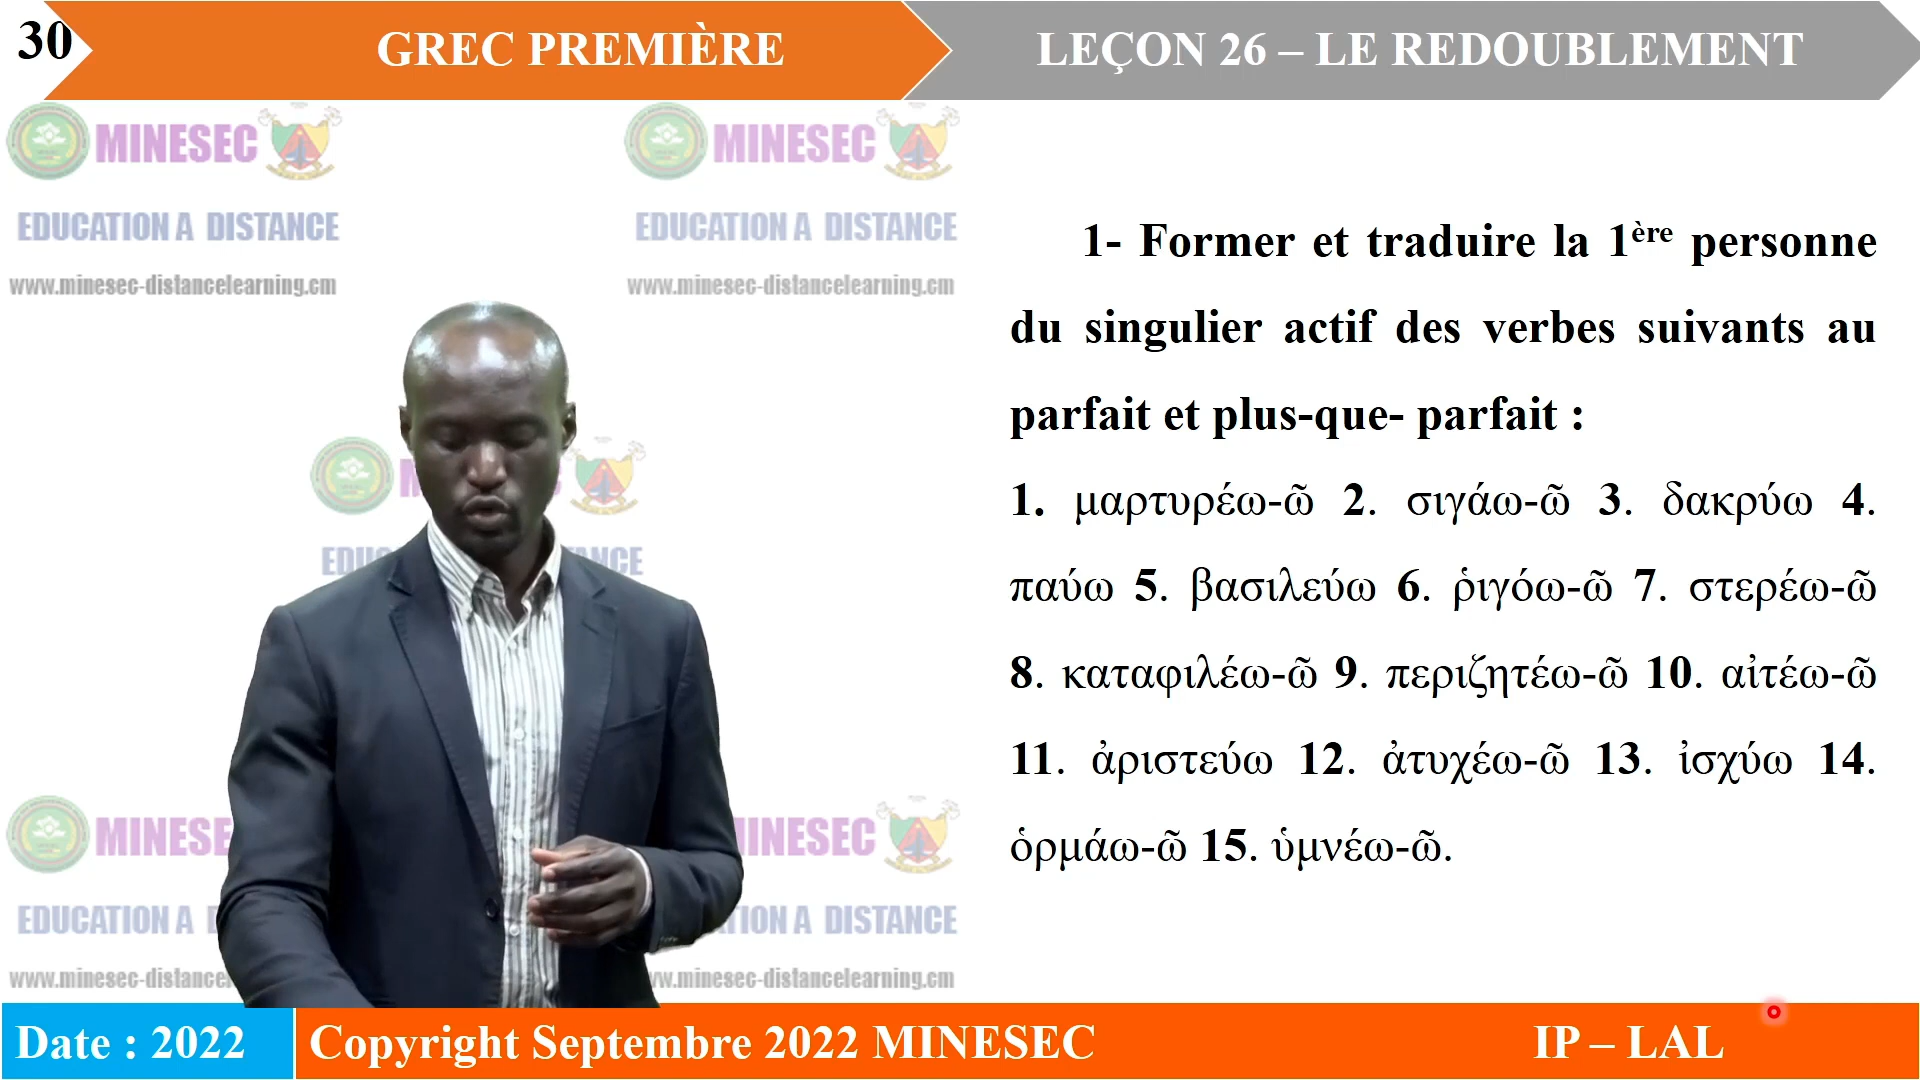 30
GREC PREMIÈRE
LEÇON 26 – LE REDOUBLEMENT
MINESEC
EDUCATION A DISTANCE
www.minesec-distancelearning.cm
MINESEC
EDUCATION A DISTANCE
www.minesec-distancelearning.cm
1- Former et traduire la 1ère personne
du singulier actif des verbes suivants au
parfait et plus-que- parfait :
1. μαρτυρέω-ῶ 2. σιγάω-ῶ 3. δακρύω 4.
παύω 5. βασιλεύω 6. ῥιγόω-ῶ 7. στερέω-ῶ
8. καταφιλέω-ῶ 9. περιζητέω-ῶ 10. αἰτέω-ῶ
11. ἀριστεύω 12. ἀτυχέω-ῶ 13. ἰσχύω 14.
ὁρμάω-ῶ 15. ὑμνέω-ῶ.
Date : 2022
Copyright Septembre 2022 MINESEC
IP – LAL